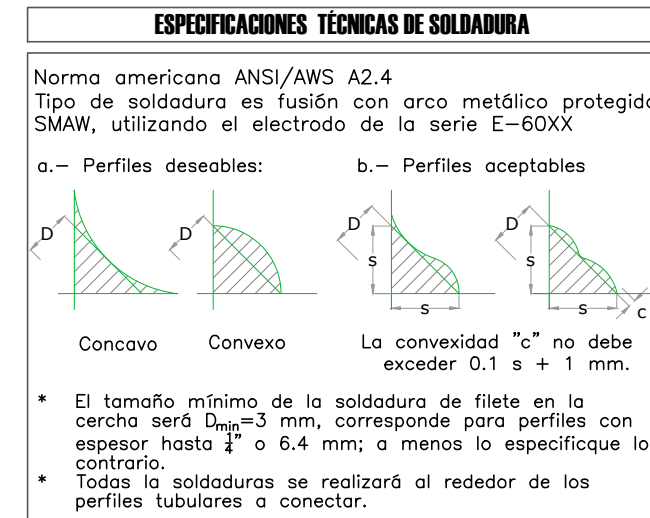 ESPECIFICACIONES TÉCNICAS DE SOLDADURA
Norma americana ANSI/AWS A2.4
Tipo de soldadura es fusión con arco metálico protegido
SMAW, utilizando el electrodo de la serie E-60XX
a.- Perfiles deseables: b.- Perfiles aceptables
D D D D
s s
s s c
Concavo Convexo La convexidad "c" no debe
exceder 0.1 s + 1 mm.
* El tamaño mínimo de la soldadura de filete en la
cercha será Dmin=3 mm, corresponde para perfiles con
espesor hasta 1/4" o 6.4 mm; a menos lo especificque lo
contrario.
* Todas la soldaduras se realizará al rededor de los
perfiles tubulares a conectar.